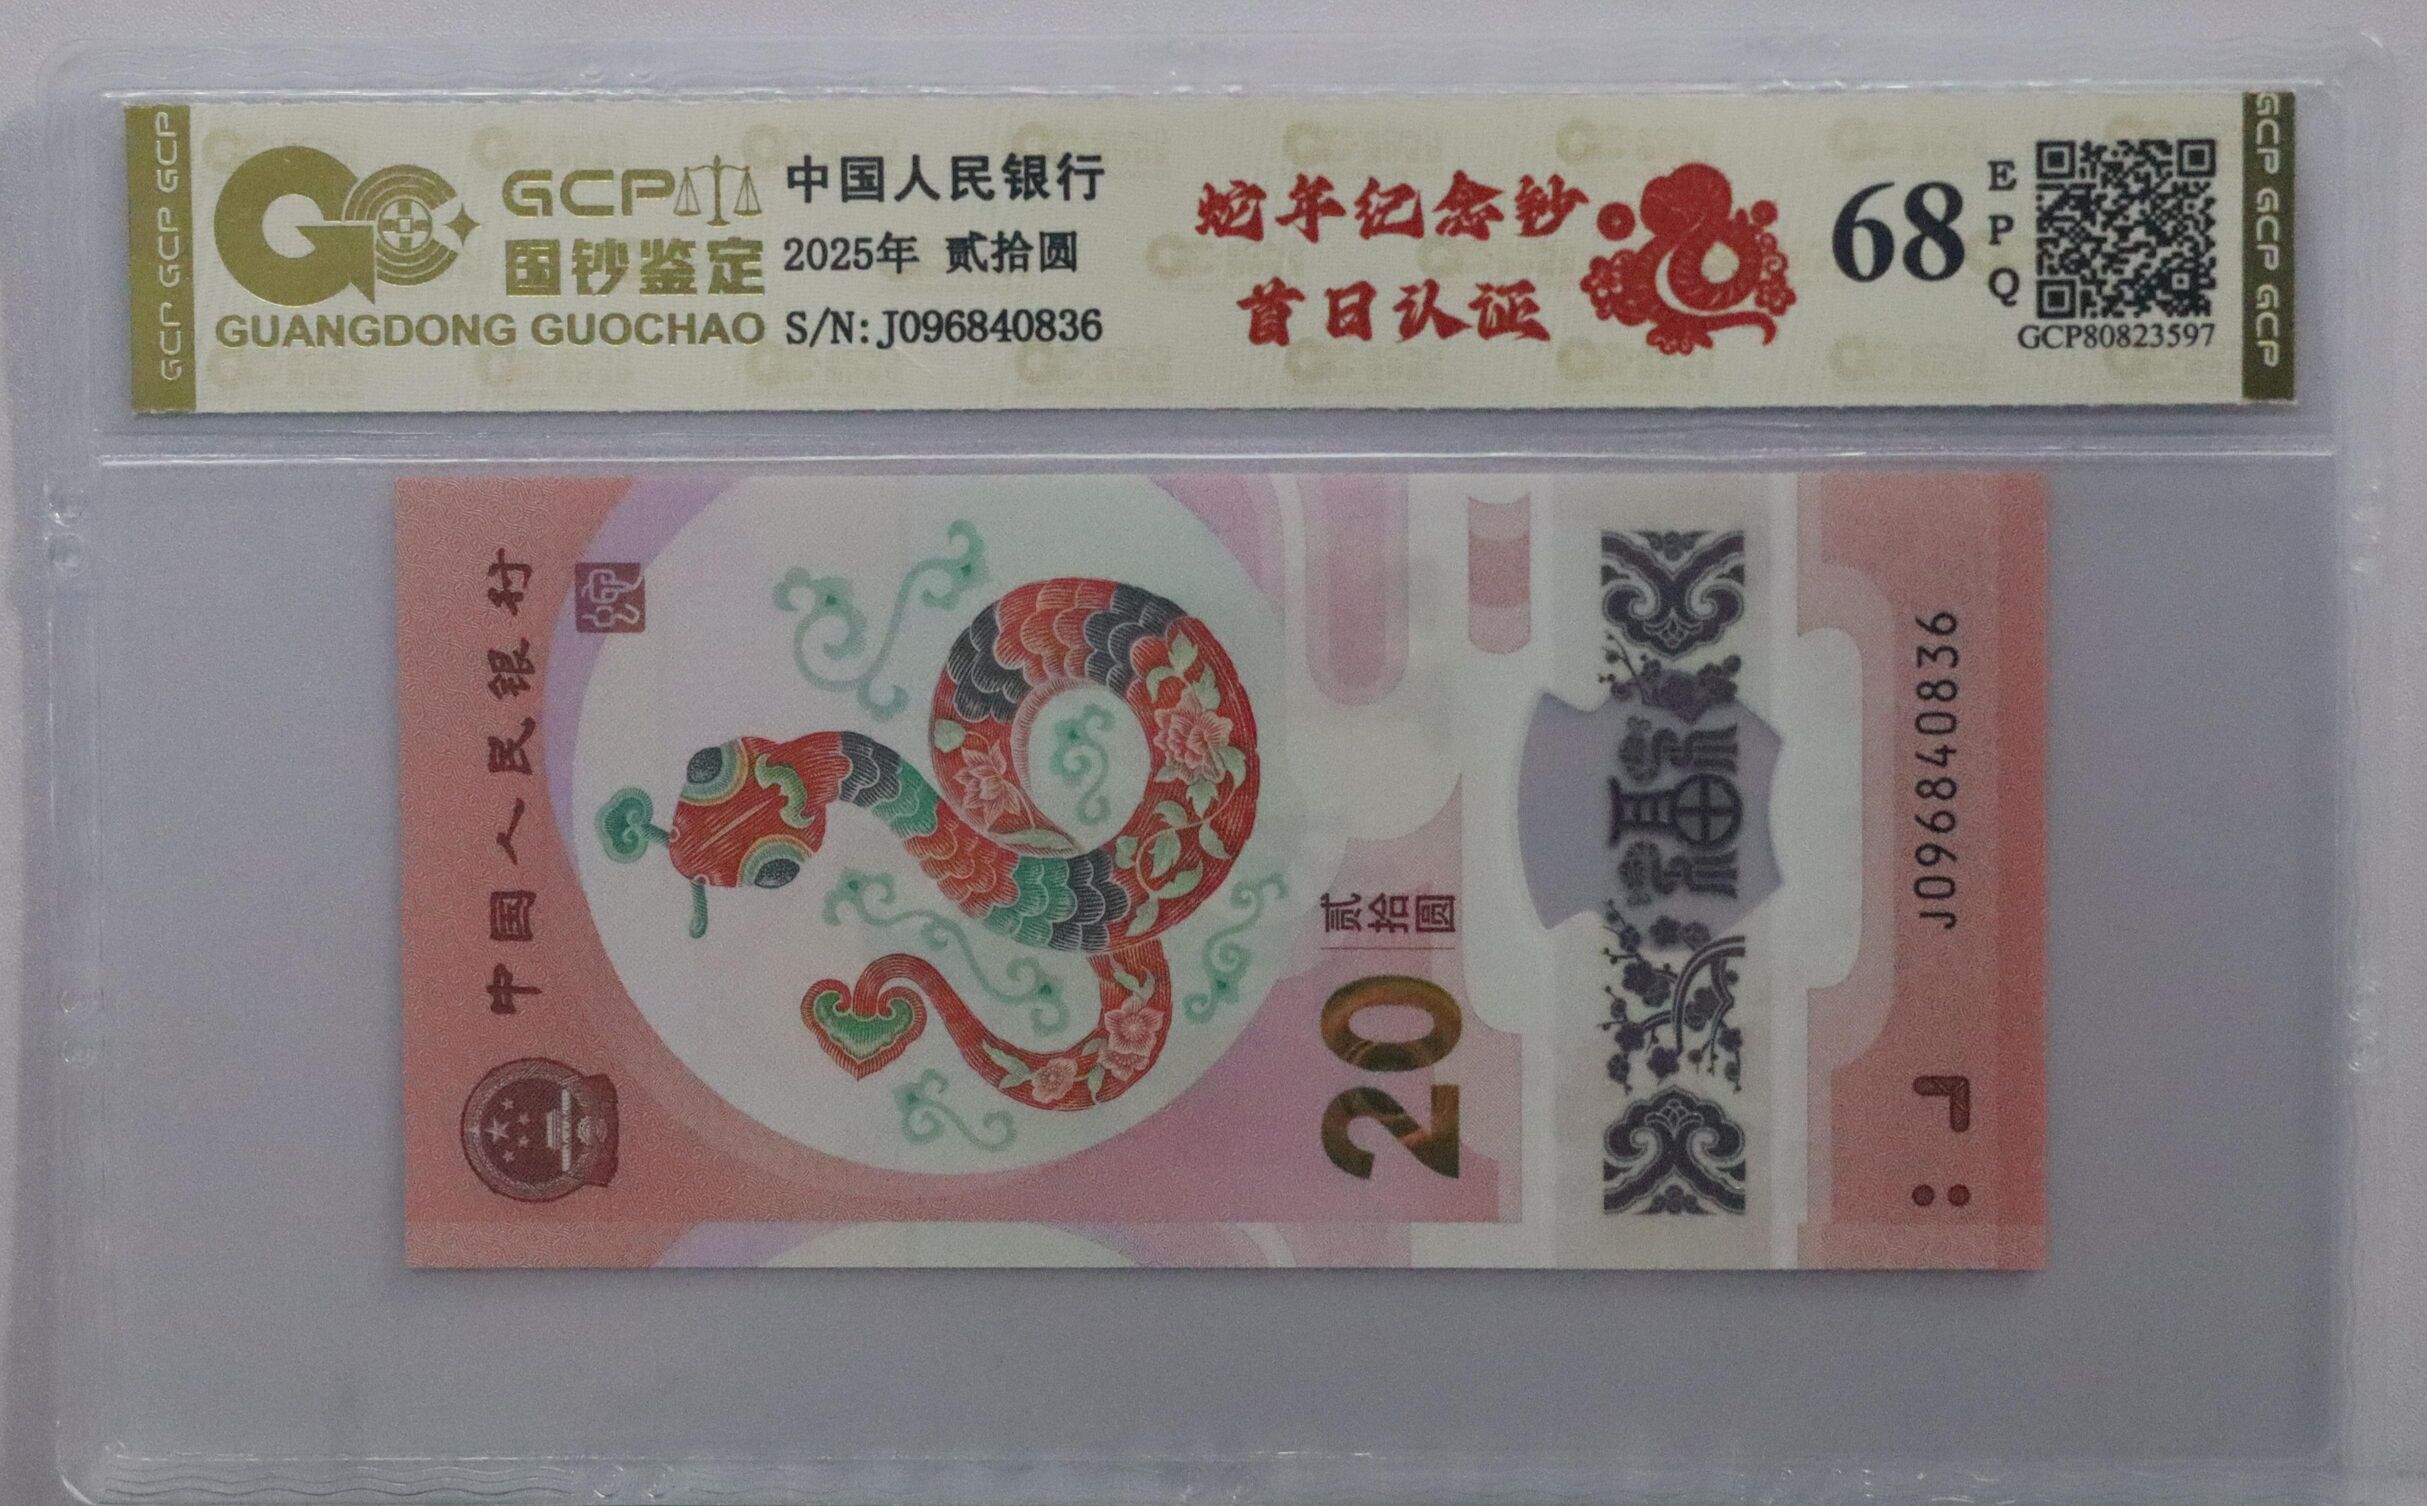 GCP GCP GCP
GCP
国钞鉴定
GUANGDONG GUOCHAO
中国人民银行
2025年 贰拾圆
S/N: J096840836
蛇年纪念钞
首日认证
68
EPQ
GCP80823597
GCP GCP GCP
中国人民银行
贰拾圆
20
福
J096840836